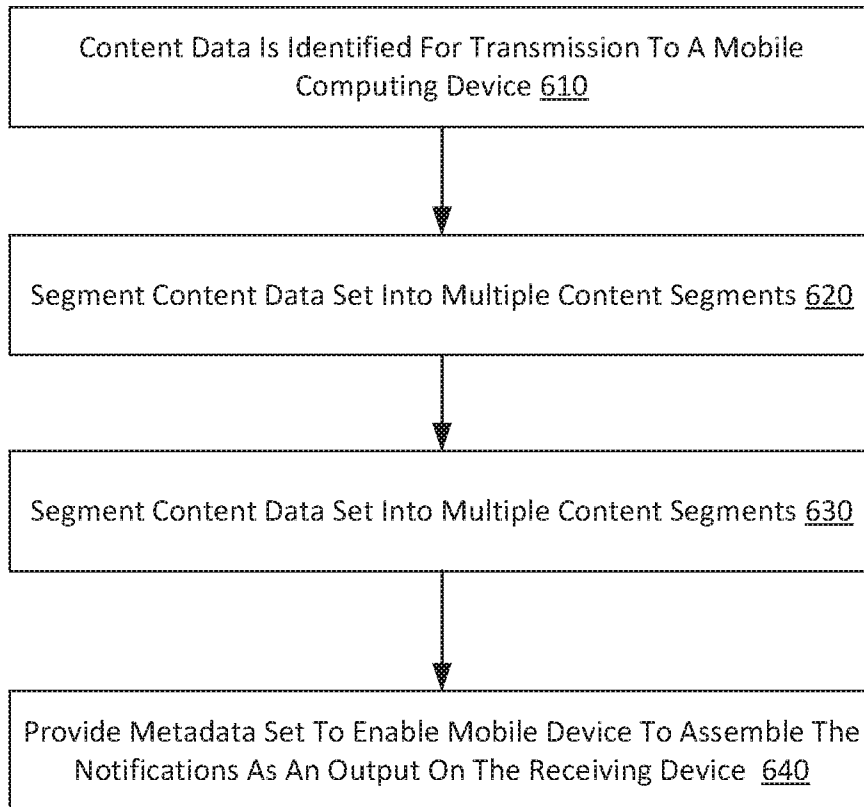 Content Data Is Identified For Transmission To A Mobile
Computing Device 610
Segment Content Data Set Into Multiple Content Segments 620
Segment Content Data Set Into Multiple Content Segments 630
Provide Metadada Set To Enable Mobile Device To Assemble The
Notifications As An Output On The Receiving Device 640